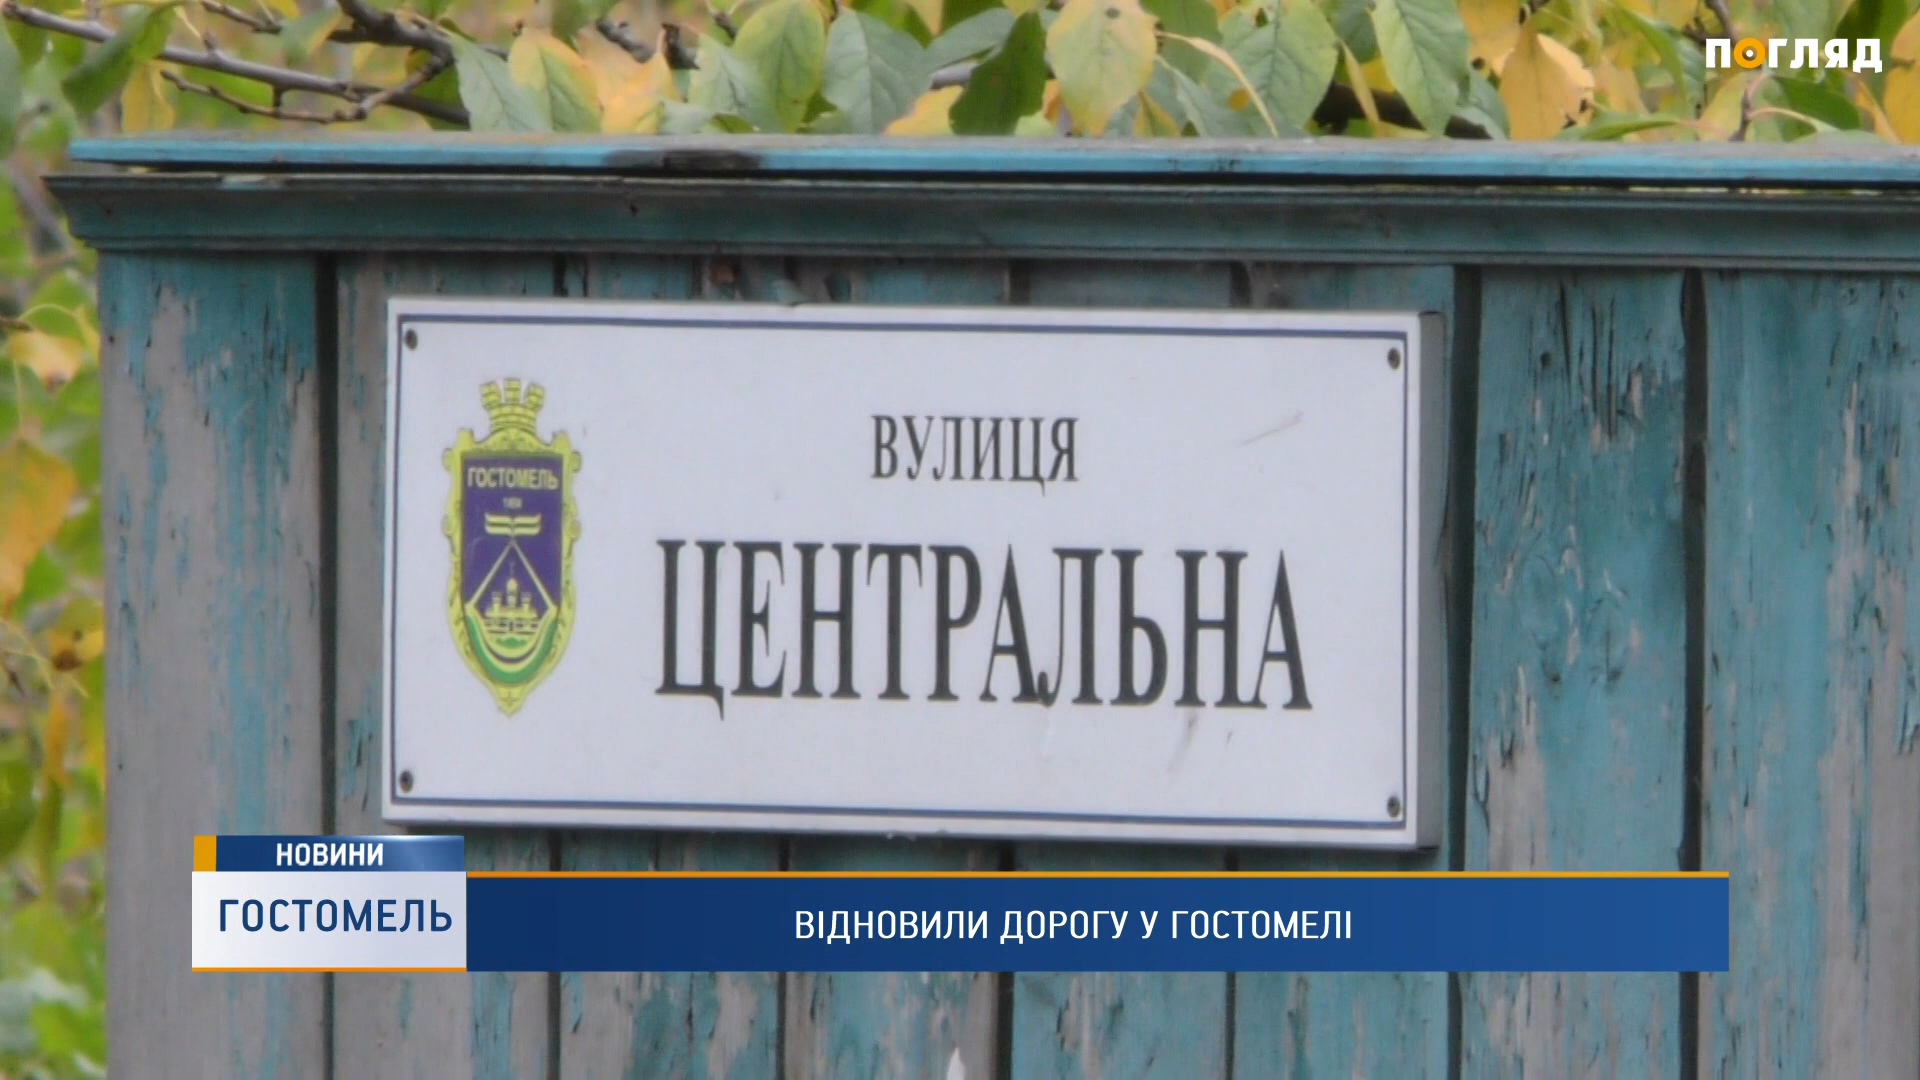 ПОГЛЯД
ВУЛИЦЯ
ГОСТОМЕЛЬ
ЦЕНТРАЛЬНА
НОВИНИ
ГОСТОМЕЛЬ
ВІДНОВИЛИ ДОРОГУ У ГОСТОМЕЛІ